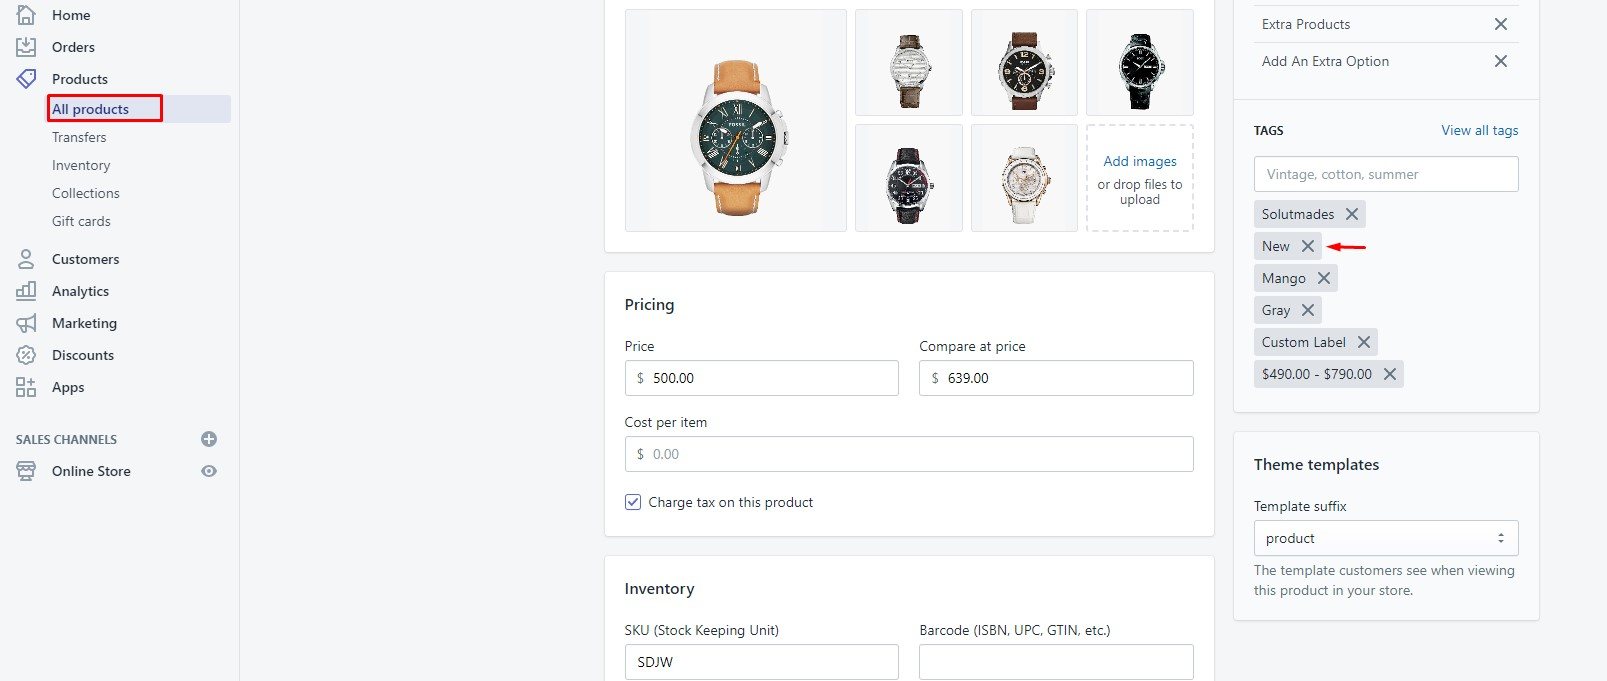 Home
Orders
Products
All products
Transfers
Inventory
Collections
Gift cards
Customers
Analytics
Marketing
Discounts
Apps
SALES CHANNELS
Online Store
FOSSIL
Add images
or drop files to
upload
Pricing
Price
Compare at price
$ 500.00
$ 639.00
Cost per item
$ 0.00
Charge tax on this product
Inventory
SKU (Stock Keeping Unit)
Barcode (ISBN, UPC, GTIN, etc.)
SDJW
Extra Products
Add An Extra Option
TAGS
View all tags
Vintage, cotton, summer
Solutmades
New
Mango
Gray
Custom Label
$490.00 - $790.00
Theme templates
Template suffix
product
The template customers see when viewing
this product in your store.